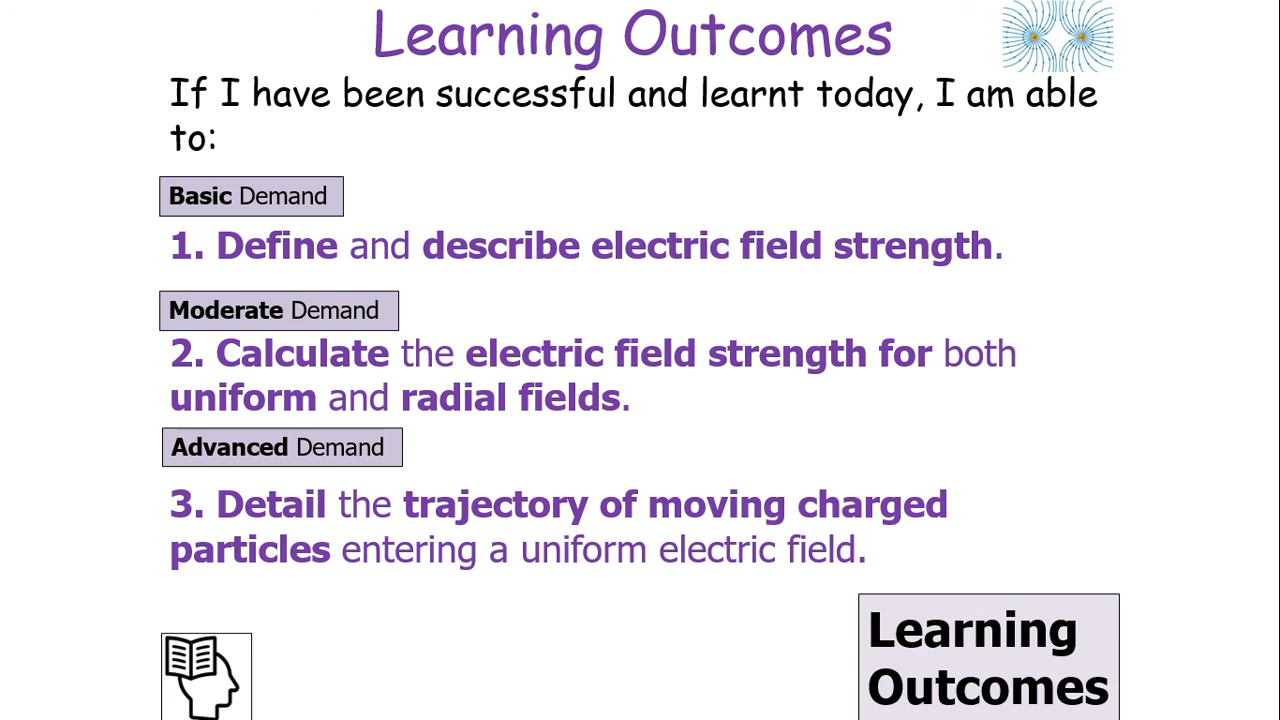 Learning Outcomes
If I have been successful and learnt today, I am able
to:
Basic Demand
1. Define and describe electric field strength.
Moderate Demand
2. Calculate the electric field strength for both
uniform and radial fields.
Advanced Demand
3. Detail the trajectory of moving charged
particles entering a uniform electric field.
Learning
Outcomes